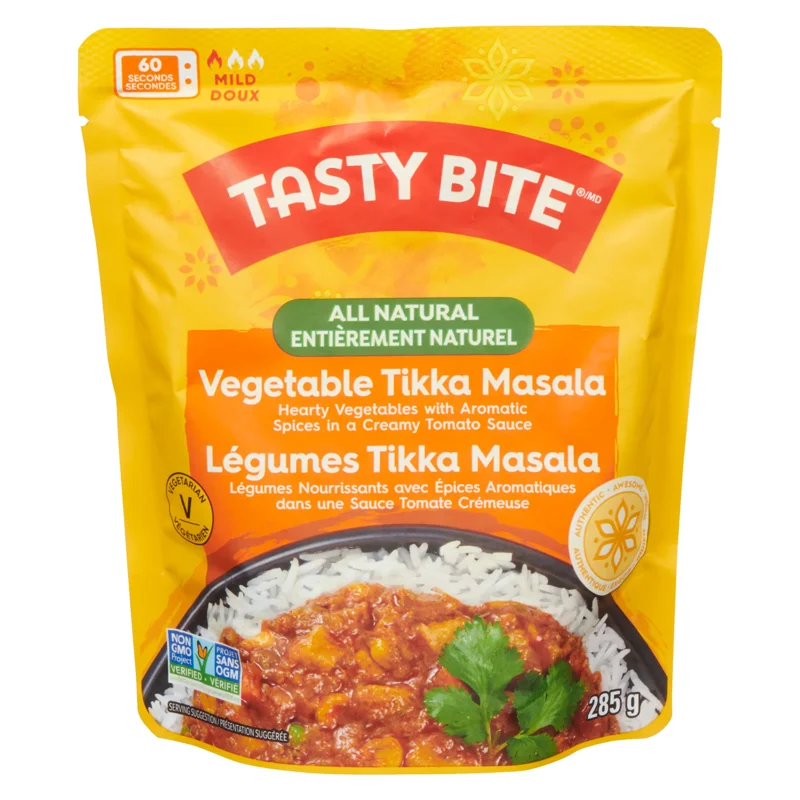 60
SECONDS
SECONDES
MILD
DOUX
TASTY BITE®/MD
ALL NATURAL
ENTIÈREMENT NATUREL
Vegetable Tikka Masala
Hearty Vegetables with Aromatic
Spices in a Creamy Tomato Sauce
Légumes Tikka Masala
Légumes Nourrissants avec Épices Aromatiques
dans une Sauce Tomate Crémeuse
VEGETARIAN
V
VÉGÉTARIEN
AUTHENTIC • AWESOME
AUTHENTIQUE
NON
GMO
Project
VERIFIED
PROJET
SANS
OGM
VÉRIFIÉ
285 g
SERVING SUGGESTION / PRÉSENTATION SUGGÉRÉE